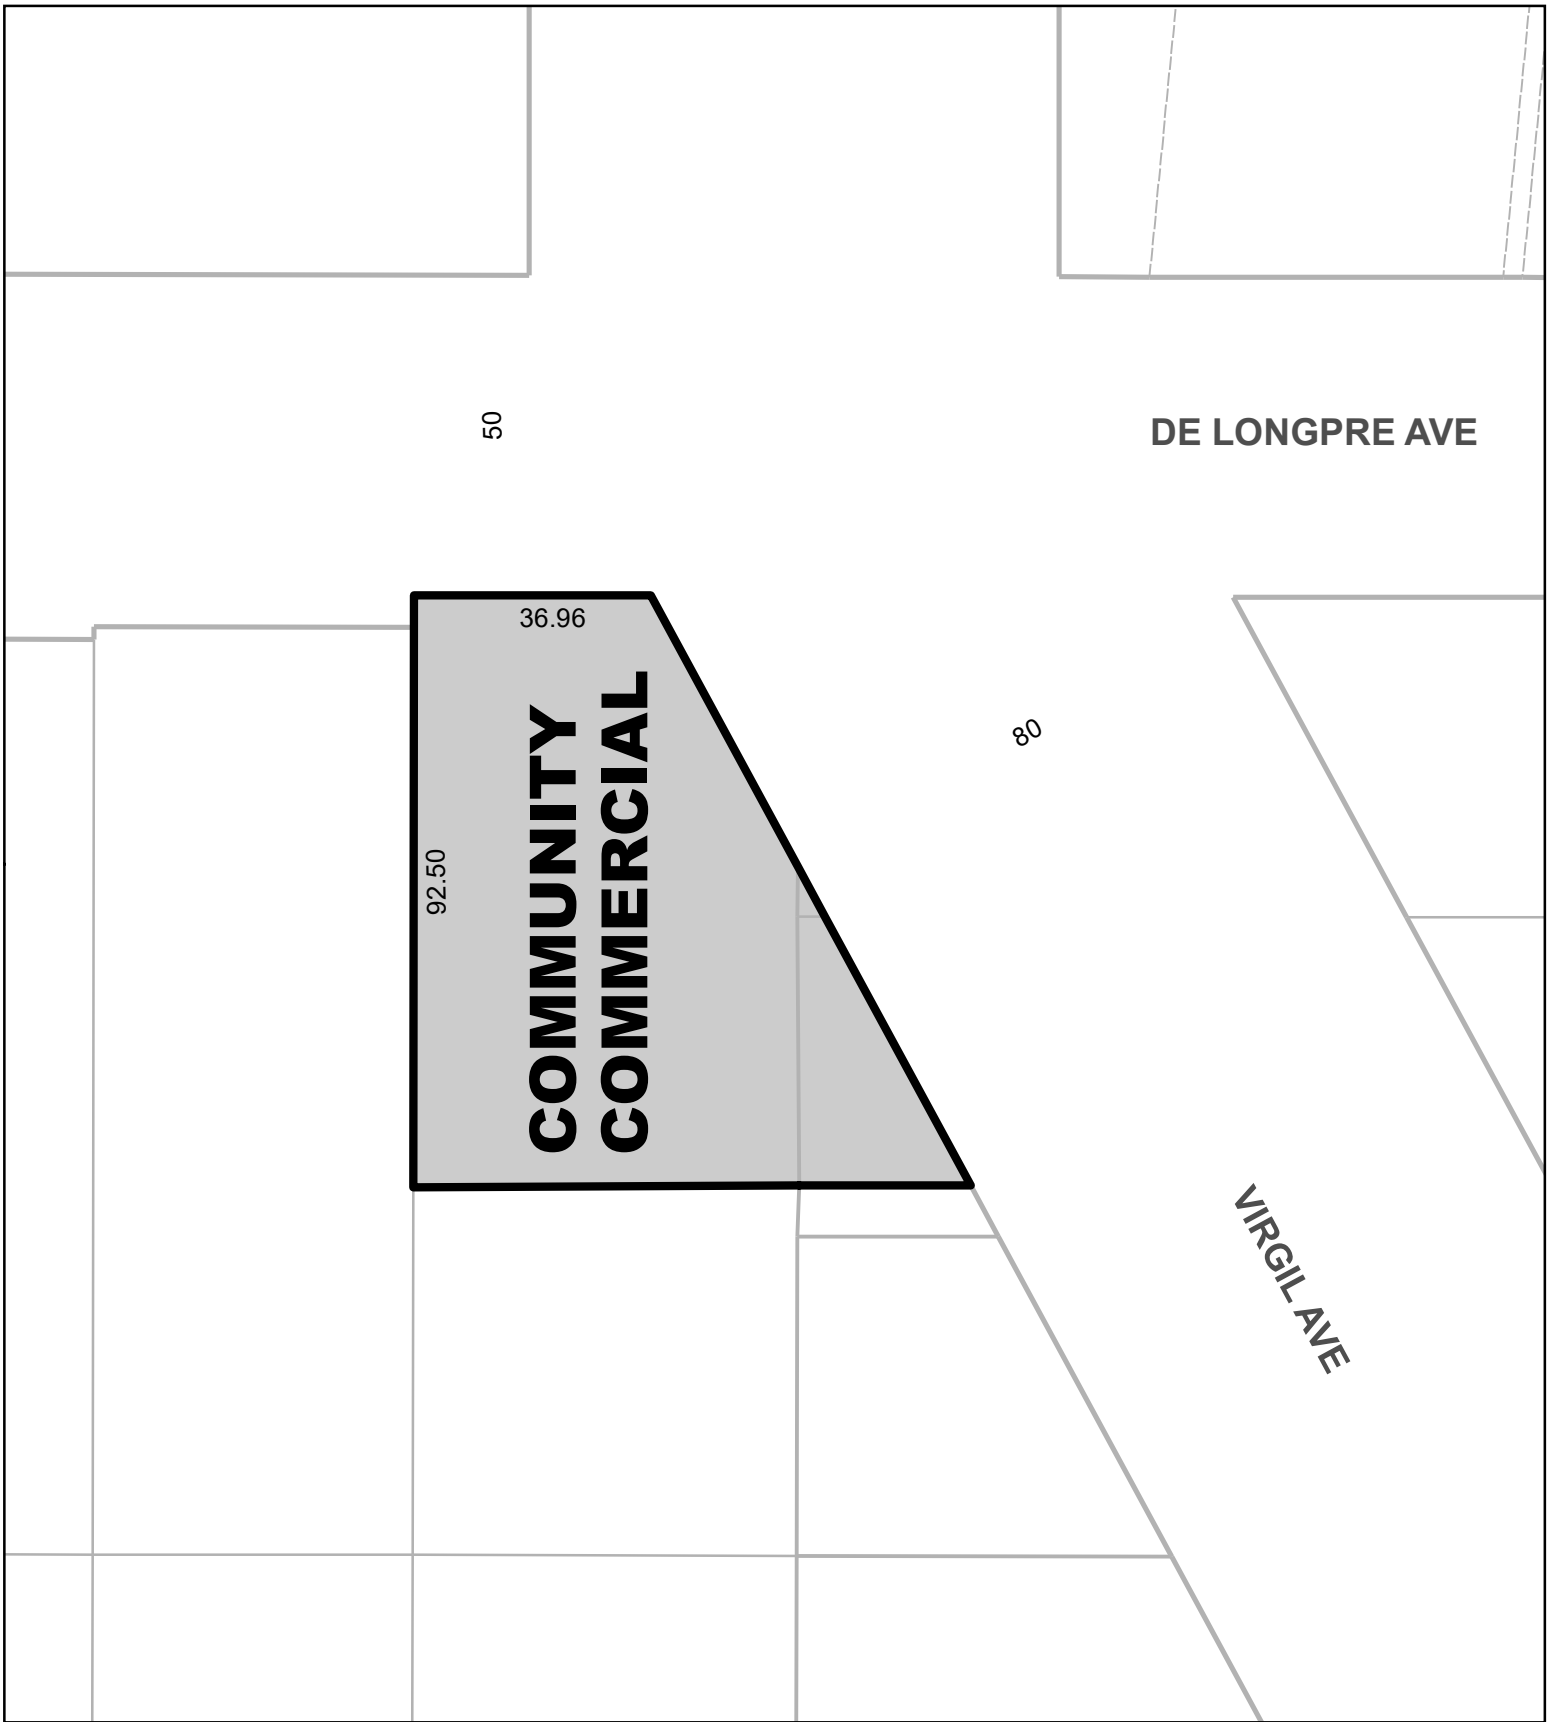 50
DE LONGPRE AVE
36.96
80
92.50
COMMUNITY
COMMERCIAL
VIRGIL AVE